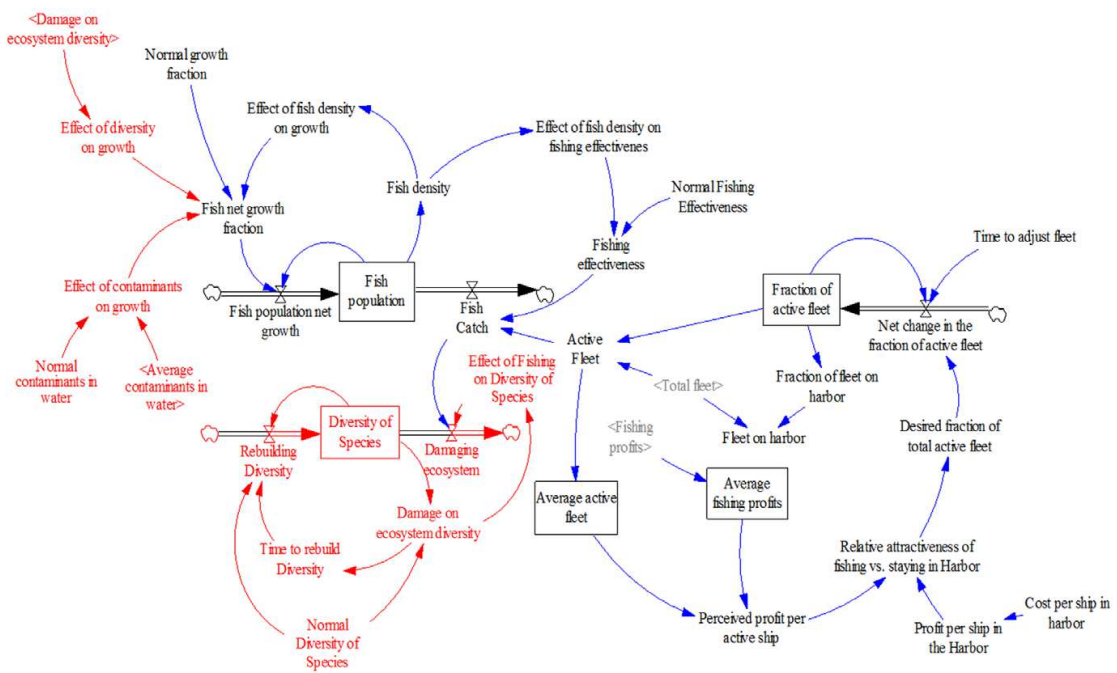 <Damage on
ecosystem diversity>
Normal growth
fraction
Effect of fish density
on growth
Effect of diversity
on growth
Effect of fish density on
fishing effectivenes
Fish density
Normal Fishing
Effectiveness
Fish net growth
fraction
Fishing
effectiveness
Time to adjust fleet
Effect of contaminants
on growth
Fish
population
Fish population net
growth
Fish
Catch
Fraction of
active fleet
Net change in the
fraction of active fleet
Normal
contaminants in
water
<Average
contaminants in
water>
Active
Fleet
Effect of Fishing
on Diversity of
Species
<Total fleet>
Fraction of fleet on
harbor
Diversity of
Species
Rebuilding
Diversity
Damaging
ecosystem
<Fishing
profits>
Fleet on harbor
Desired fraction of
total active fleet
Average active
fleet
Average
fishing profits
Damage on
ecosystem diversity
Time to rebuild
Diversity
Relative attractiveness of
fishing vs. staying in Harbor
Normal
Diversity of
Species
Perceived profit per
active ship
Profit per ship in
the Harbor
Cost per ship in
harbor